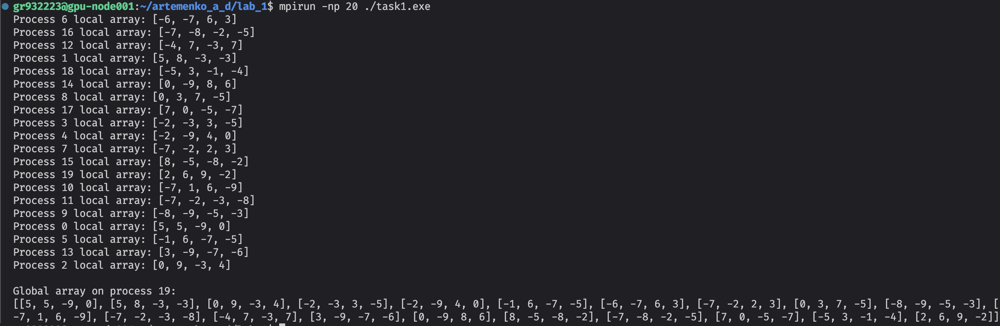 gr932223@gpu-node001:~/artemenko_a_d/lab_1$ mpirun -np 20 ./task1.exe
Process 6 local array: [-6, -7, 6, 3]
Process 16 local array: [-7, -8, -2, -5]
Process 12 local array: [-4, 7, -3, 7]
Process 1 local array: [5, 8, -3, -3]
Process 18 local array: [-5, 3, -1, -4]
Process 14 local array: [0, -9, 8, 6]
Process 8 local array: [0, 3, 7, -5]
Process 17 local array: [7, 0, -5, -7]
Process 3 local array: [-2, -3, 3, -5]
Process 4 local array: [-2, -9, 4, 0]
Process 7 local array: [-7, -2, 2, 3]
Process 15 local array: [8, -5, -8, -2]
Process 19 local array: [2, 6, 9, -2]
Process 10 local array: [-7, 1, 6, -9]
Process 11 local array: [-7, -2, -3, -8]
Process 9 local array: [-8, -9, -5, -3]
Process 0 local array: [5, 5, -9, 0]
Process 5 local array: [-1, 6, -7, -5]
Process 13 local array: [3, -9, -7, -6]
Process 2 local array: [0, 9, -3, 4]
Global array on process 19:
[[5, 5, -9, 0], [5, 8, -3, -3], [0, 9, -3, 4], [-2, -3, 3, -5], [-2, -9, 4, 0], [-1, 6, -7, -5], [-6, -7, 6, 3], [-7, -2, 2, 3], [0, 3, 7, -5], [-8, -9, -5, -3], [
-7, 1, 6, -9], [-7, -2, -3, -8], [-4, 7, -3, 7], [3, -9, -7, -6], [0, -9, 8, 6], [8, -5, -8, -2], [-7, -8, -2, -5], [7, 0, -5, -7], [-5, 3, -1, -4], [2, 6, 9, -2]]